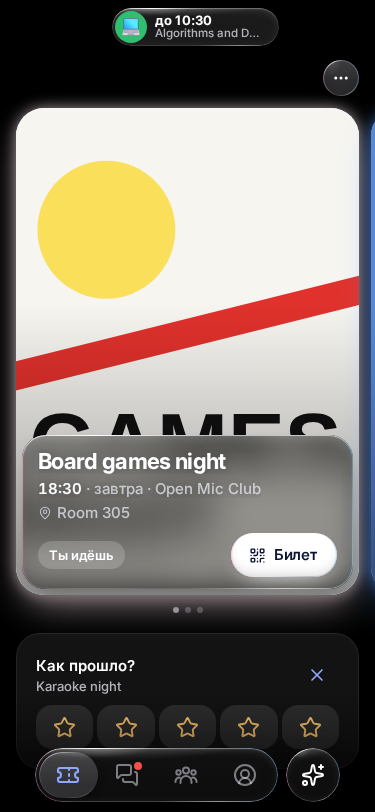 до 10:30
Algorithms and D...
GAMES
Board games night
18:30 · завтра · Open Mic Club
Room 305
Ты идёшь
Билет
Как прошло?
Karaoke night